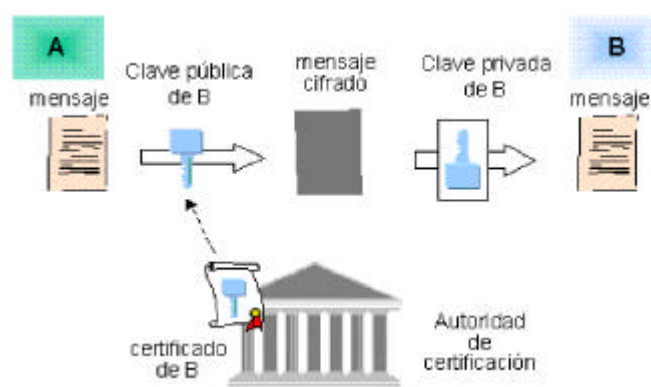 A
B
mensaje
Clave pública
de B
mensaje
cifrado
Clave privada
de B
mensaje
certificado
de B
Autoridad
de
certificación